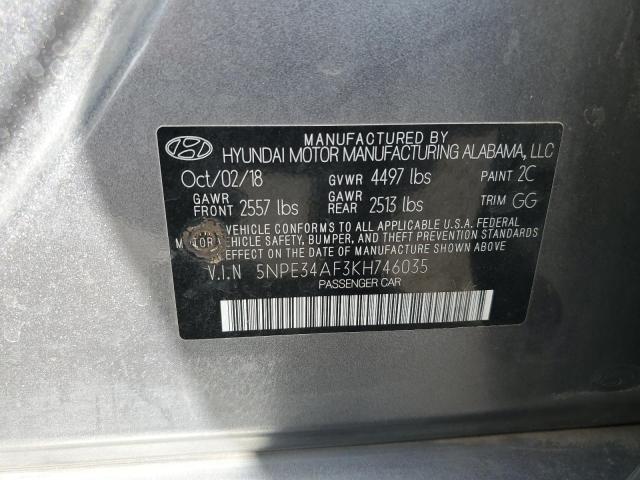 MANUFACTURED BY
HYUNDAI MOTOR MANUFACTURING ALABAMA, LLC
Oct/02/18 GVWR 4497 lbs PAINT 2C
GAWR FRONT 2557 lbs GAWR REAR 2513 lbs TRIM GG
VEHICLE CONFORMS TO ALL APPLICABLE U.S.A. FEDERAL
MOTOR VEHICLE SAFETY, BUMPER, AND THEFT PREVENTION STANDARDS
IN EFFECT ON THE DATE OF MANUFACTURE SHOWN ABOVE.
V.I.N 5NPE34AF3KH746035
PASSENGER CAR